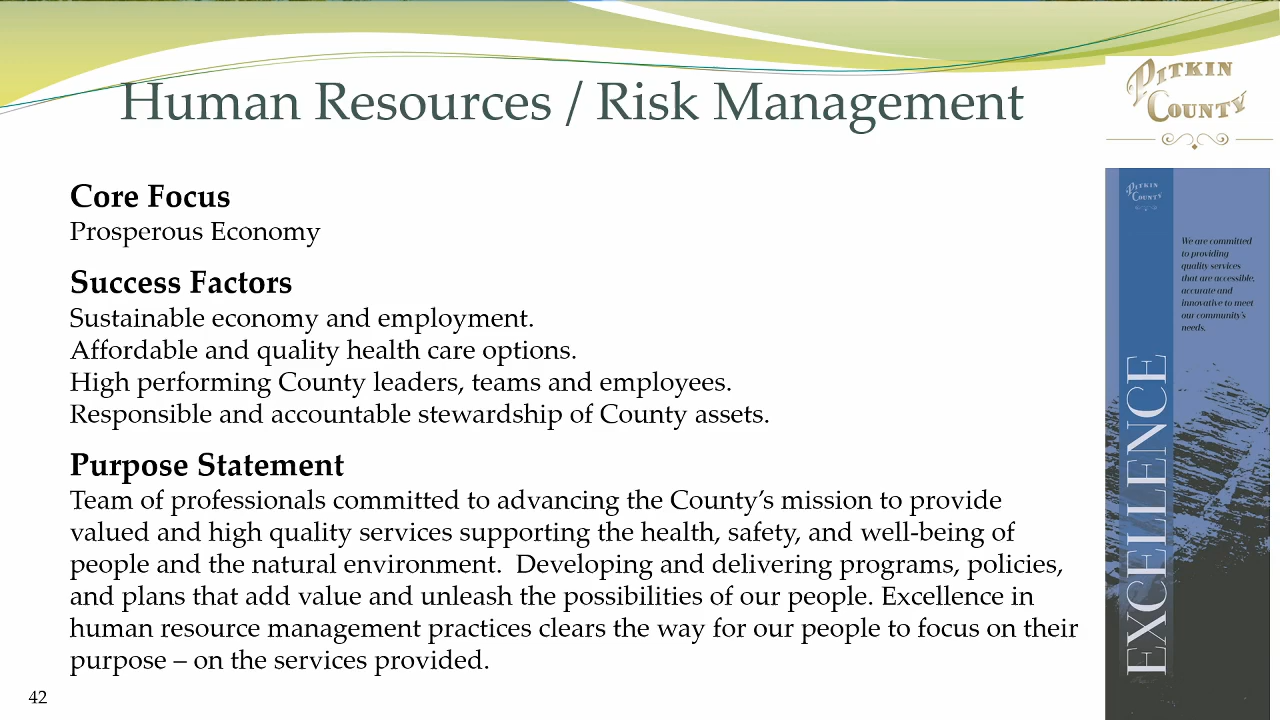 Human Resources / Risk Management
PITKIN
COUNTY
Core Focus
Prosperous Economy
Success Factors
Sustainable economy and employment.
Affordable and quality health care options.
High performing County leaders, teams and employees.
Responsible and accountable stewardship of County assets.
Purpose Statement
Team of professionals committed to advancing the County’s mission to provide
valued and high quality services supporting the health, safety, and well-being of
people and the natural environment.  Developing and delivering programs, policies,
and plans that add value and unleash the possibilities of our people. Excellence in
human resource management practices clears the way for our people to focus on their
purpose – on the services provided.
PITKIN
COUNTY
We are committed
to providing
quality services
that are accessible,
accurate and
innovative to meet
our community's
needs.
EXCELLENCE
42